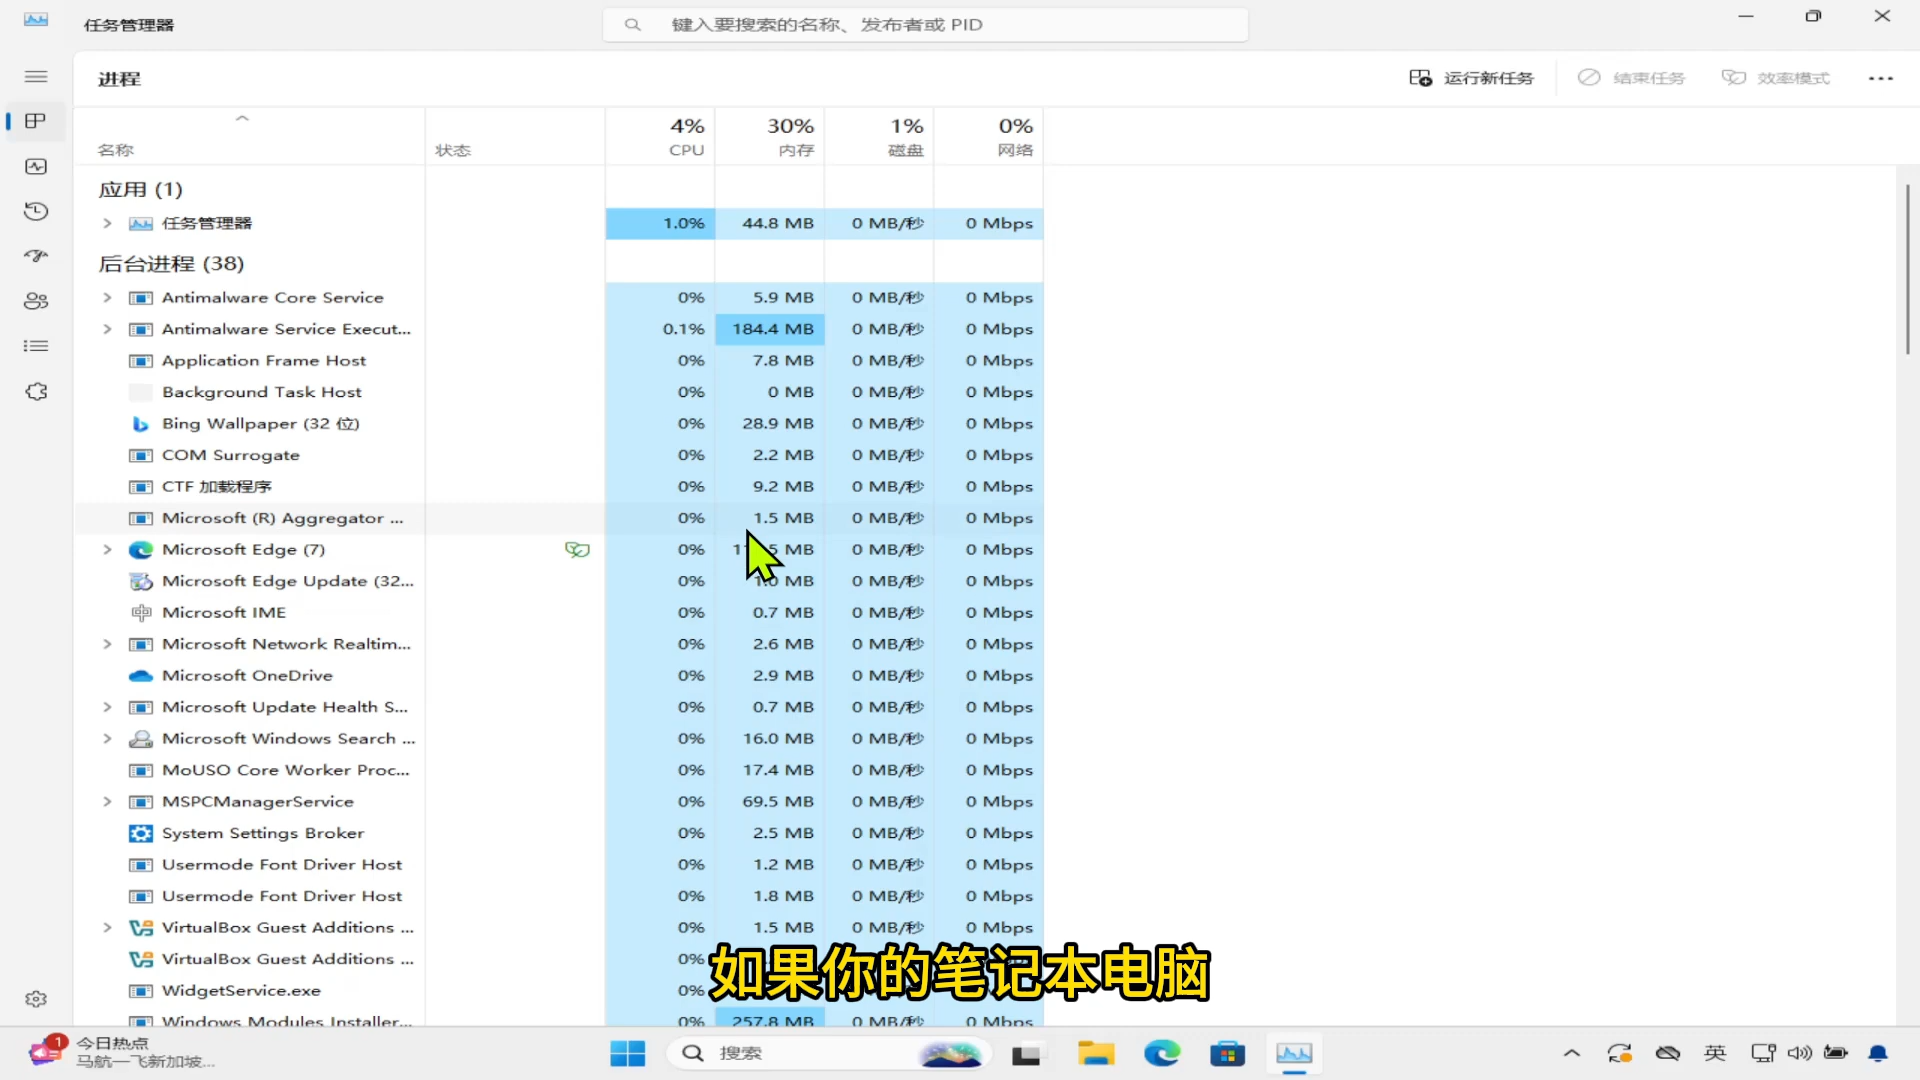 任务管理器
键入要搜索的名称、发布者或 PID
进程
运行新任务
结束任务
效率模式
名称 状态 4% CPU 30% 内存 1% 磁盘 0% 网络
应用 (1)
任务管理器 1.0% 44.8 MB 0 MB/秒 0 Mbps
后台进程 (38)
Antimalware Core Service 0% 5.9 MB 0 MB/秒 0 Mbps
Antimalware Service Execut... 0.1% 184.4 MB 0 MB/秒 0 Mbps
Application Frame Host 0% 7.8 MB 0 MB/秒 0 Mbps
Background Task Host 0% 0 MB 0 MB/秒 0 Mbps
Bing Wallpaper (32 位) 0% 28.9 MB 0 MB/秒 0 Mbps
COM Surrogate 0% 2.2 MB 0 MB/秒 0 Mbps
CTF 加载程序 0% 9.2 MB 0 MB/秒 0 Mbps
Microsoft (R) Aggregator ... 0% 1.5 MB 0 MB/秒 0 Mbps
Microsoft Edge (7) 0% MB 0 MB/秒 0 Mbps
Microsoft Edge Update (32... 0% 1.0 MB 0 MB/秒 0 Mbps
Microsoft IME 0% 0.7 MB 0 MB/秒 0 Mbps
Microsoft Network Realtim... 0% 2.6 MB 0 MB/秒 0 Mbps
Microsoft OneDrive 0% 2.9 MB 0 MB/秒 0 Mbps
Microsoft Update Health S... 0% 0.7 MB 0 MB/秒 0 Mbps
Microsoft Windows Search ... 0% 16.0 MB 0 MB/秒 0 Mbps
MoUSO Core Worker Proc... 0% 17.4 MB 0 MB/秒 0 Mbps
MSPCManagerService 0% 69.5 MB 0 MB/秒 0 Mbps
System Settings Broker 0% 2.5 MB 0 MB/秒 0 Mbps
Usermode Font Driver Host 0% 1.2 MB 0 MB/秒 0 Mbps
Usermode Font Driver Host 0% 1.8 MB 0 MB/秒 0 Mbps
VirtualBox Guest Additions ... 0% 1.5 MB 0 MB/秒 0 Mbps
VirtualBox Guest Additions ... 0%
WidgetService.exe 0%
如果你的笔记本电脑
Windows Modules Installer... 0% 257.8 MB 0 MB/秒 0 Mbps
1
今日热点
马航一飞新加坡...
搜索
英